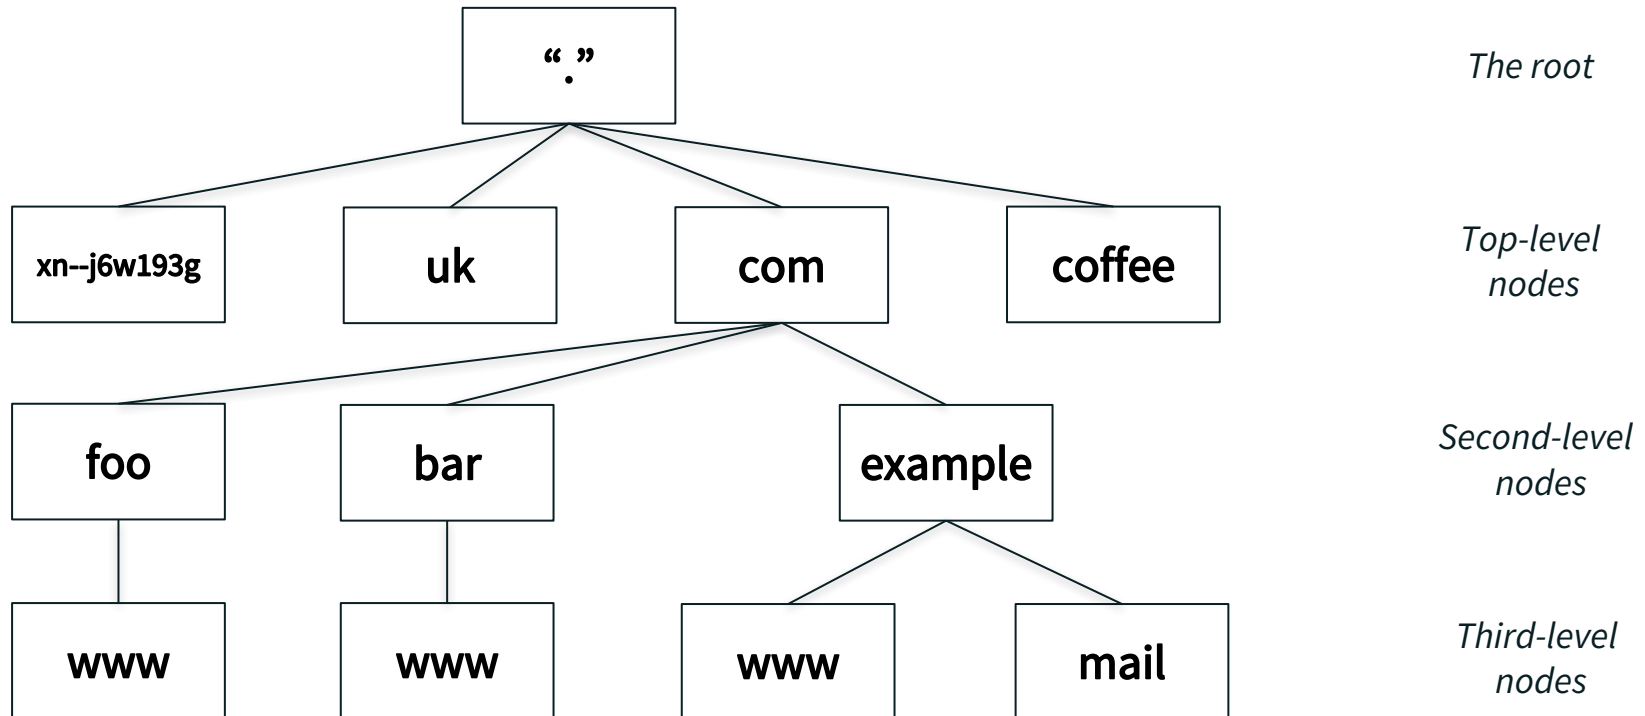 “.”
The root
xn--j6w193g
uk
com
coffee
Top-level
nodes
foo
bar
example
Second-level
nodes
www
www
www
mail
Third-level
nodes